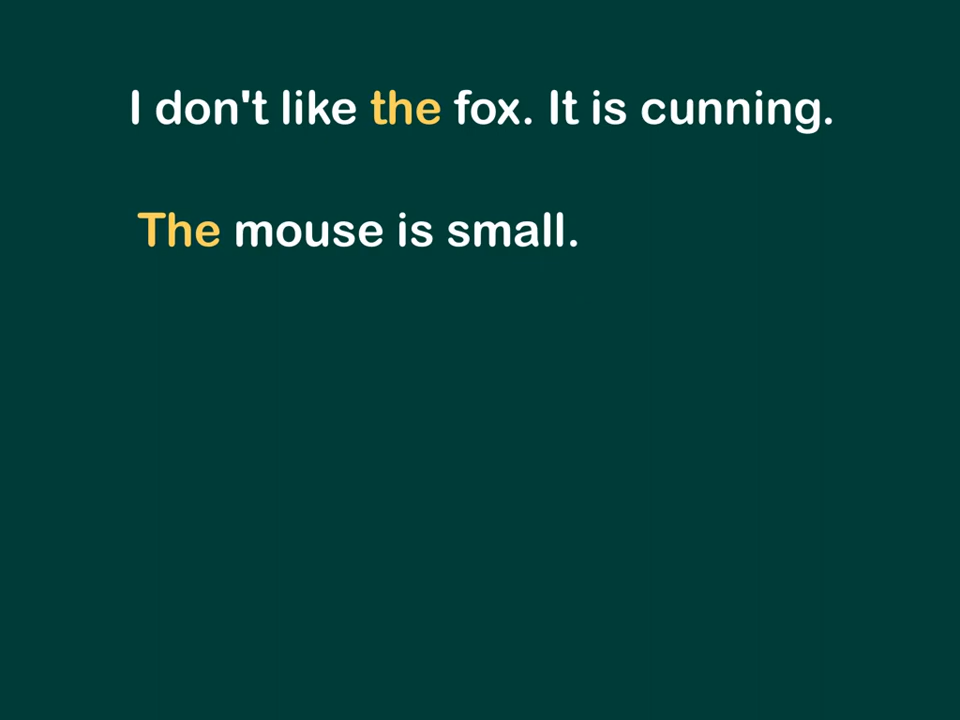 I don't like the fox. It is cunning.
The mouse is small.